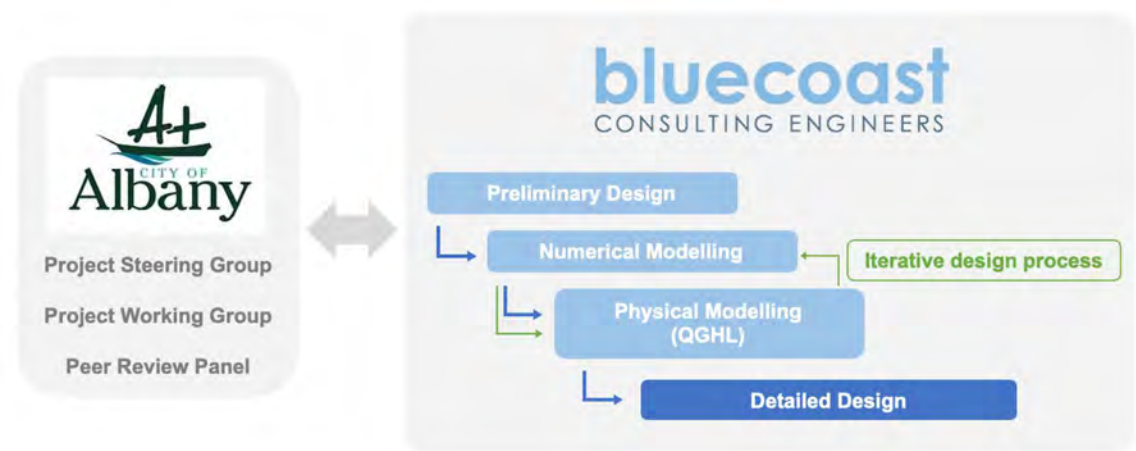 A+
CITY OF
Albany
Project Steering Group
Project Working Group
Peer Review Panel
bluecoast
CONSULTING ENGINEERS
Preliminary Design
Numerical Modelling
Iterative design process
Physical Modelling
(QGHL)
Detailed Design